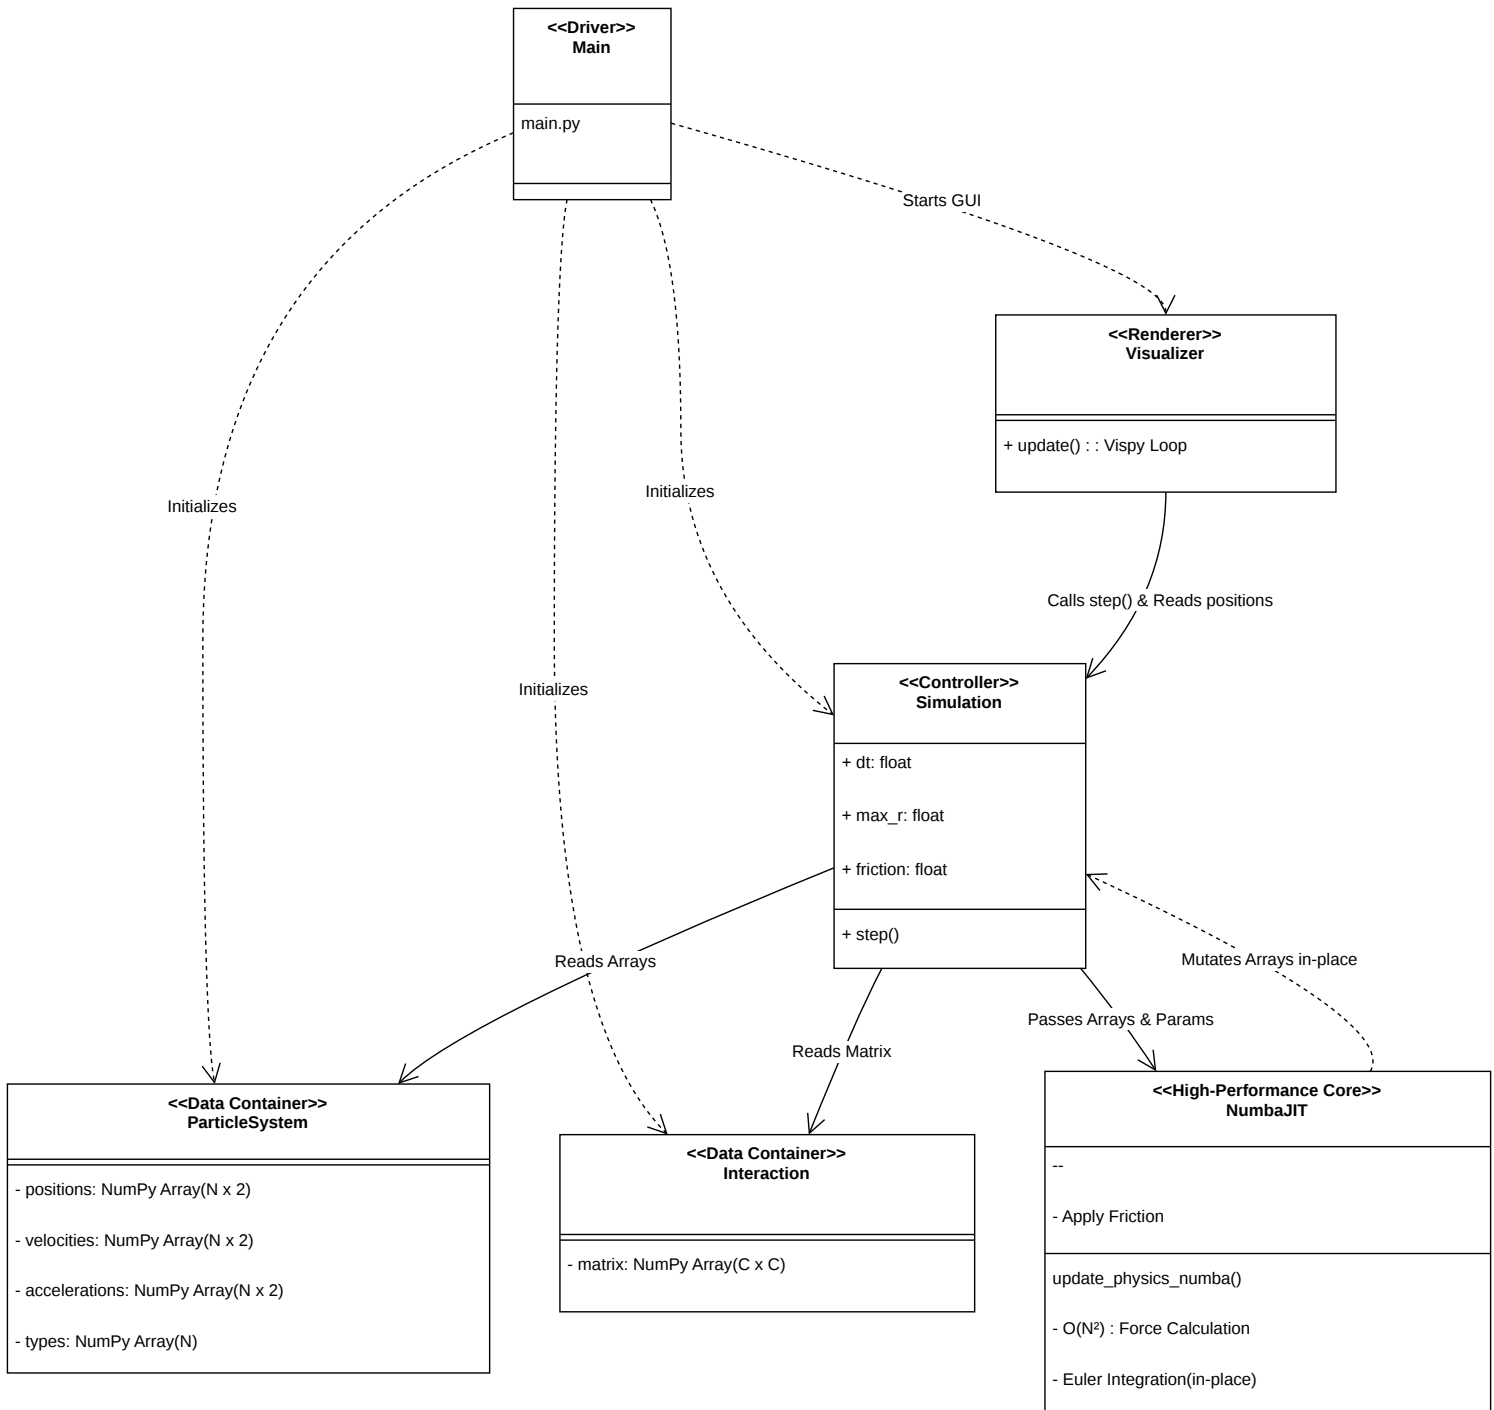 <<Driver>>
Main
main.py
Starts GUI
<<Renderer>>
Visualizer
+ update() : : Vispy Loop
Initializes
Initializes
Calls step() & Reads positions
Initializes
<<Controller>>
Simulation
+ dt: float
+ max_r: float
+ friction: float
+ step()
Reads Arrays
Mutates Arrays in-place
Passes Arrays & Params
Reads Matrix
<<Data Container>>
ParticleSystem
- positions: NumPy Array(N x 2)
- velocities: NumPy Array(N x 2)
- accelerations: NumPy Array(N x 2)
- types: NumPy Array(N)
<<Data Container>>
Interaction
- matrix: NumPy Array(C x C)
<<High-Performance Core>>
NumbaJIT
--
- Apply Friction
update_physics_numba()
- O(N²) : Force Calculation
- Euler Integration(in-place)